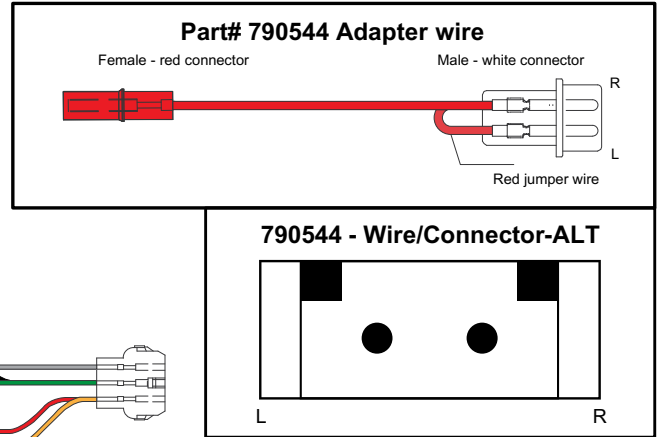 Part# 790544 Adapter wire
Female - red connector
Male - white connector
R
L
Red jumper wire
790544 - Wire/Connector-ALT
L
R